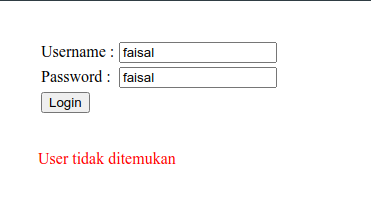 Username : faisal
Password : faisal
Login
User tidak ditemukan